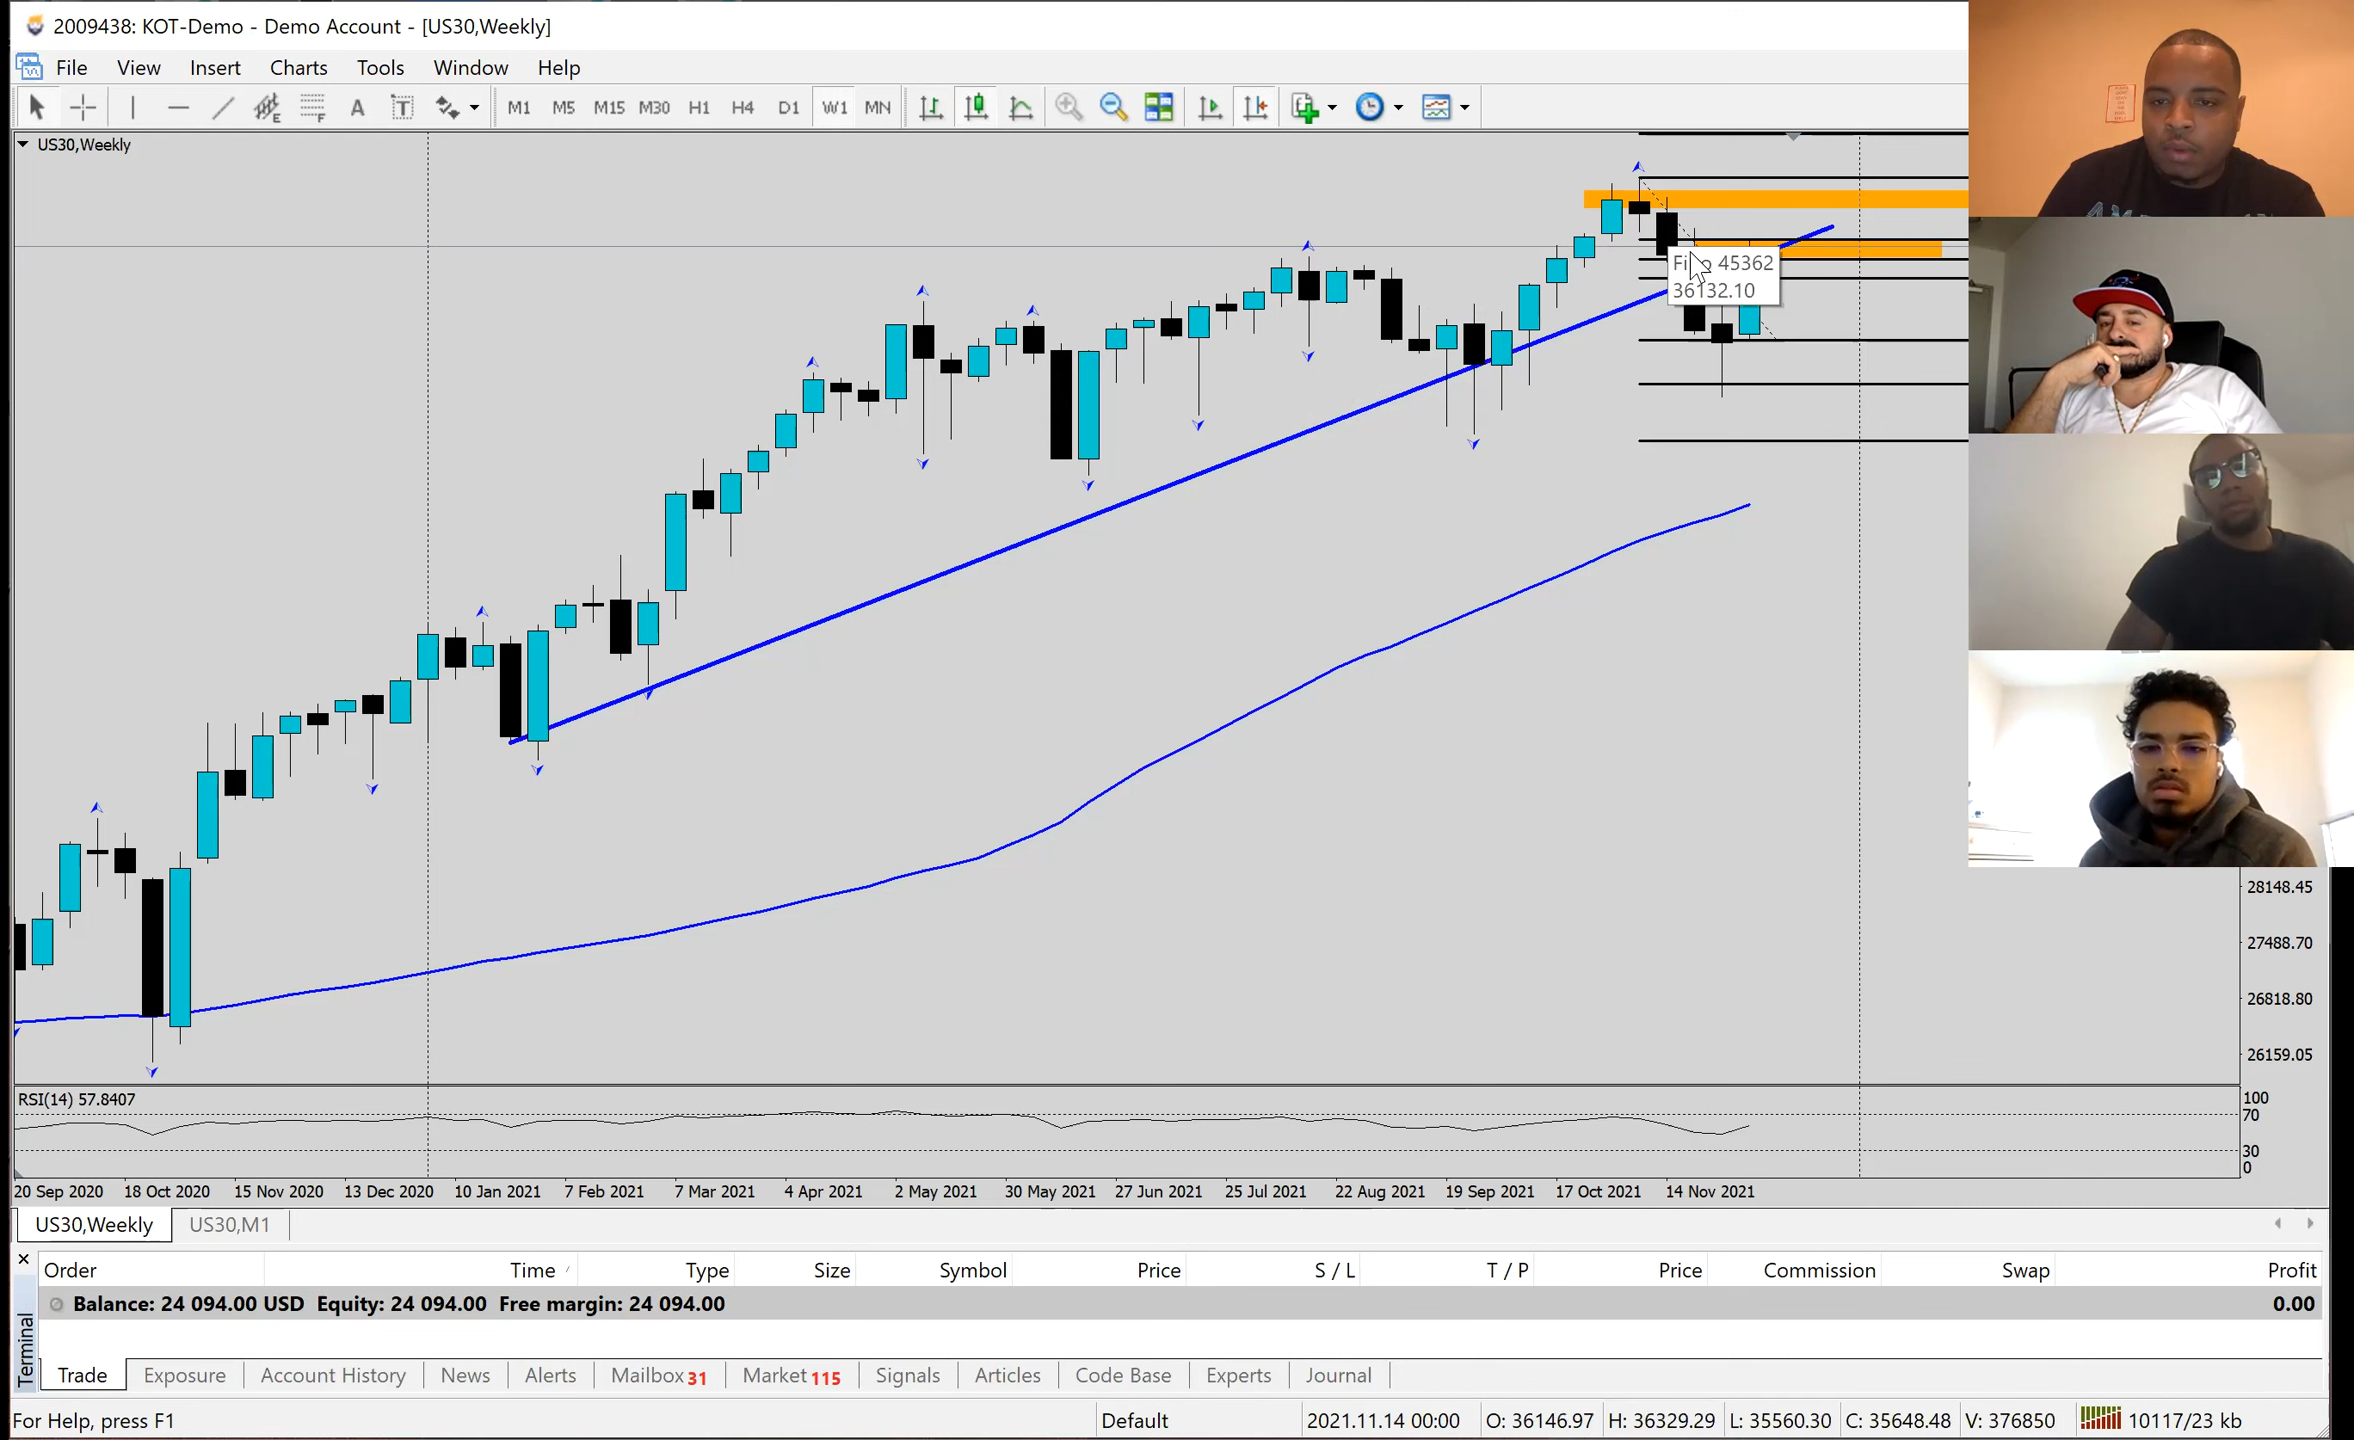 2009438: KOT-Demo - Demo Account - [US30,Weekly]
File View Insert Charts Tools Window Help
A T M1 M5 M15 M30 H1 H4 D1 W1 MN
US30,Weekly
45362
36132.10
28148.45
27488.70
26818.80
26159.05
RSI(14) 57.8407
100
70
30
0
20 Sep 2020 18 Oct 2020 15 Nov 2020 13 Dec 2020 10 Jan 2021 7 Feb 2021 7 Mar 2021 4 Apr 2021 2 May 2021 30 May 2021 27 Jun 2021 25 Jul 2021 22 Aug 2021 19 Sep 2021 17 Oct 2021 14 Nov 2021
US30,Weekly US30,M1
Order Time Type Size Symbol Price S / L T / P Price Commission Swap Profit
Balance: 24 094.00 USD Equity: 24 094.00 Free margin: 24 094.00 0.00
Terminal
Trade Exposure Account History News Alerts Mailbox 31 Market 115 Signals Articles Code Base Experts Journal
For Help, press F1 Default 2021.11.14 00:00 O: 36146.97 H: 36329.29 L: 35560.30 C: 35648.48 V: 376850 10117/23 kb